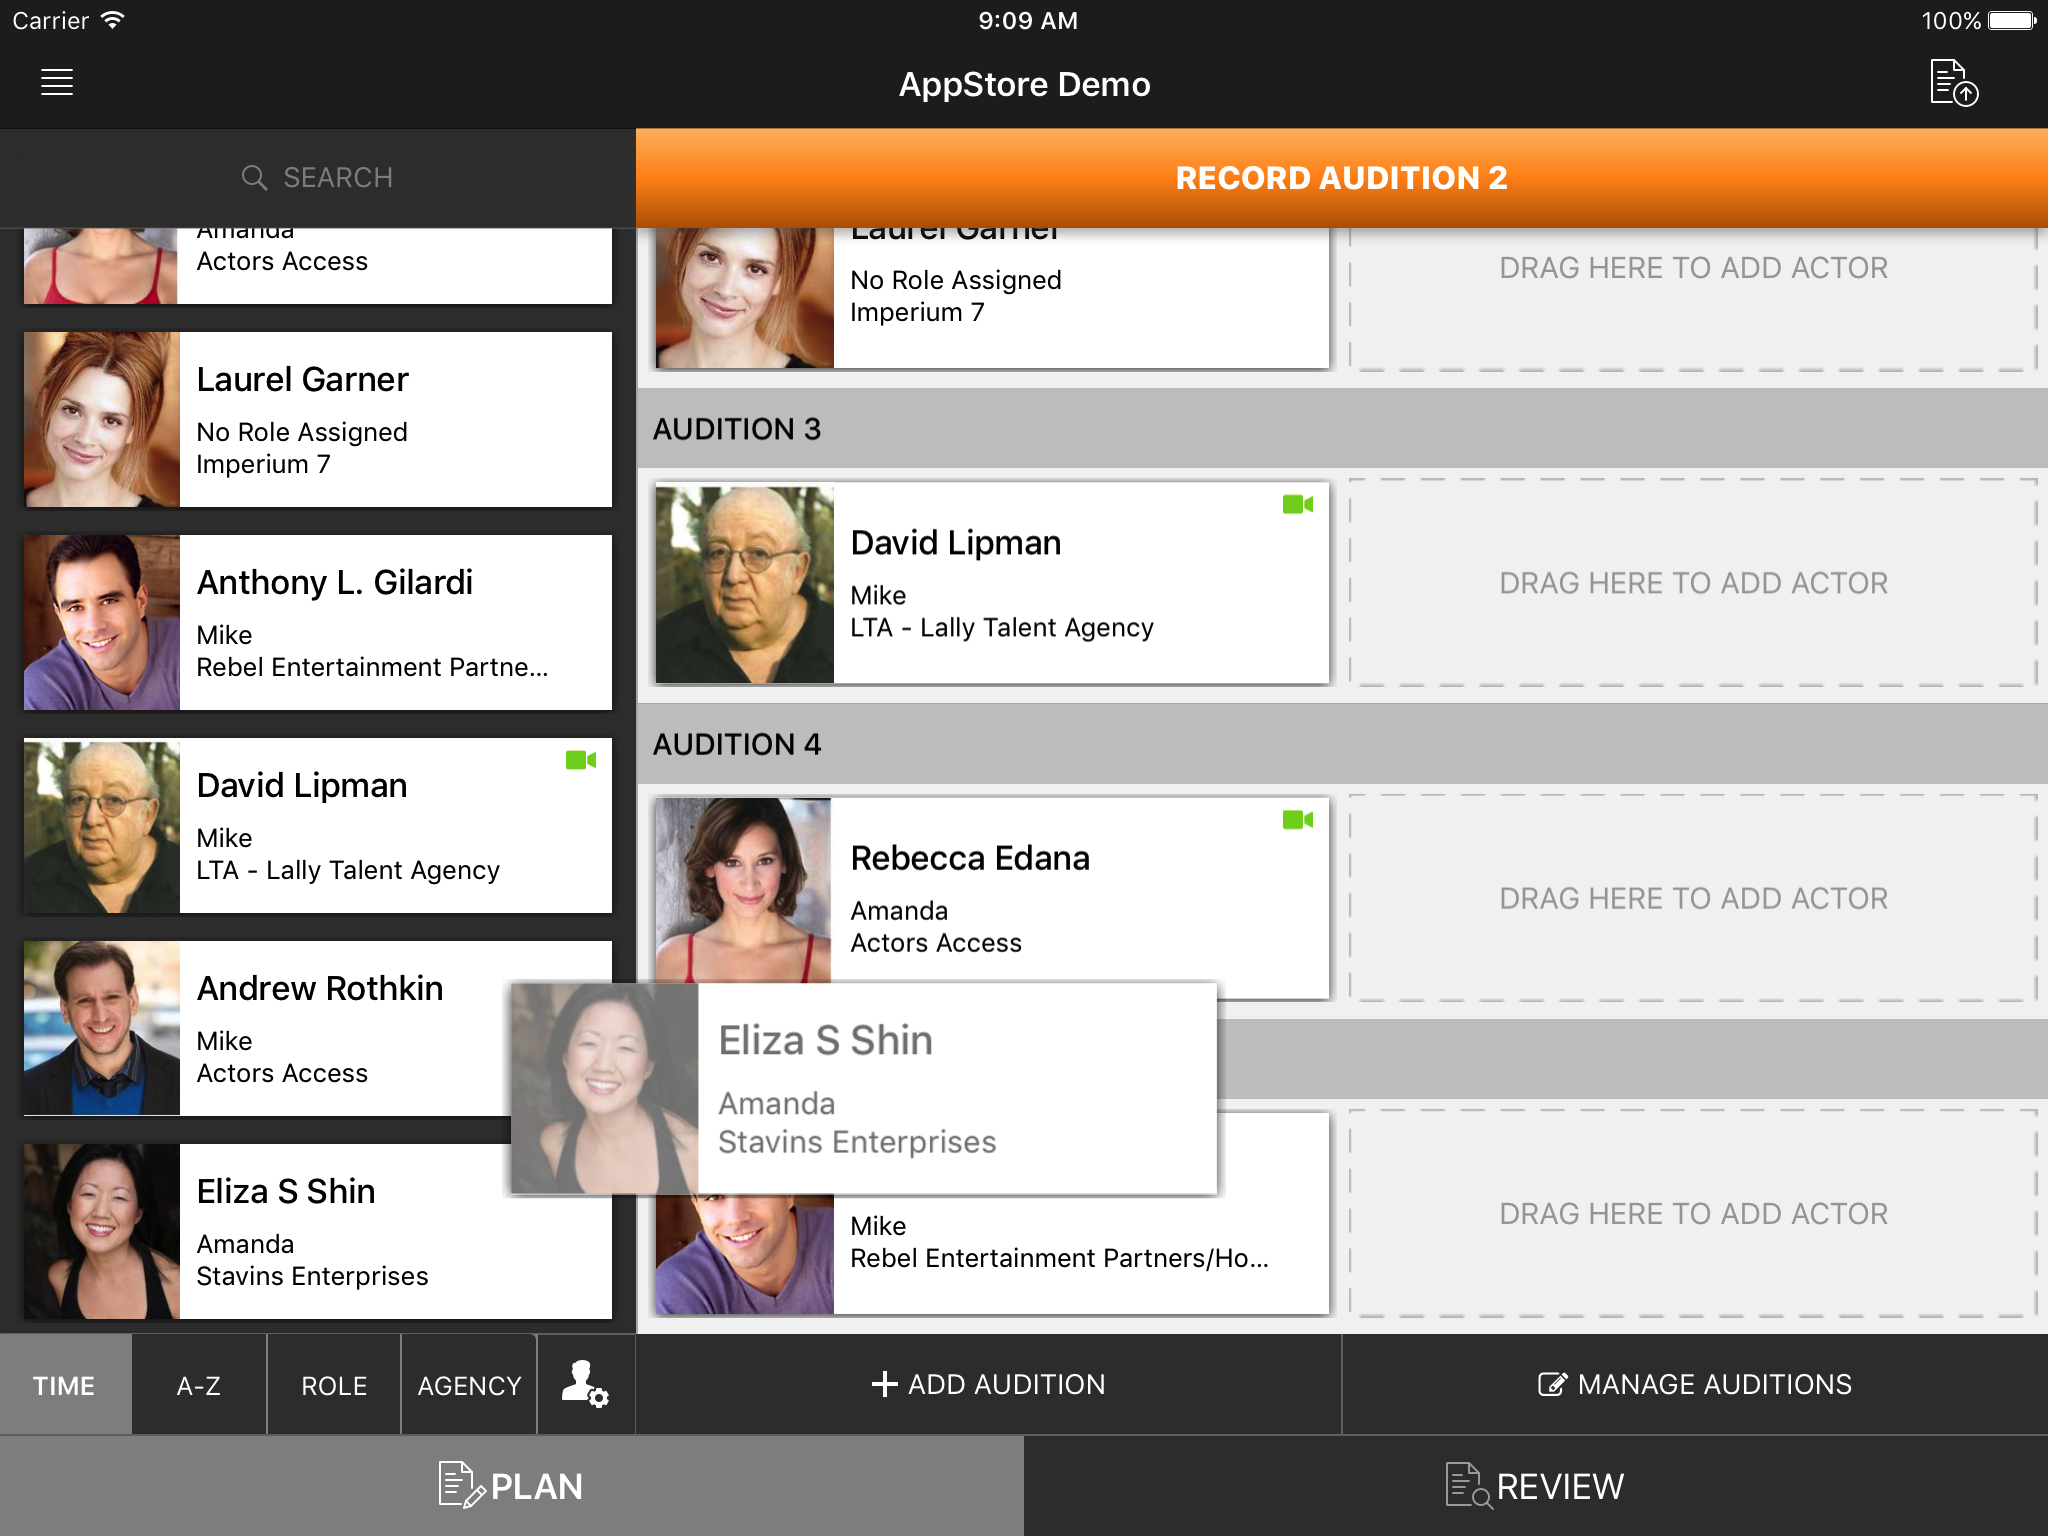 Carrier
9:09 AM
100%
AppStore Demo
SEARCH
RECORD AUDITION 2
Amanda
Actors Access
Laurel Garner
No Role Assigned
Imperium 7
Anthony L. Gilardi
Mike
Rebel Entertainment Partne...
David Lipman
Mike
LTA - Lally Talent Agency
Andrew Rothkin
Mike
Actors Access
Eliza S Shin
Amanda
Stavins Enterprises
Laurel Garner
No Role Assigned
Imperium 7
DRAG HERE TO ADD ACTOR
AUDITION 3
David Lipman
Mike
LTA - Lally Talent Agency
DRAG HERE TO ADD ACTOR
AUDITION 4
Rebecca Edana
Amanda
Actors Access
DRAG HERE TO ADD ACTOR
Eliza S Shin
Amanda
Stavins Enterprises
Mike
Rebel Entertainment Partners/Ho...
DRAG HERE TO ADD ACTOR
TIME
A-Z
ROLE
AGENCY
ADD AUDITION
MANAGE AUDITIONS
PLAN
REVIEW